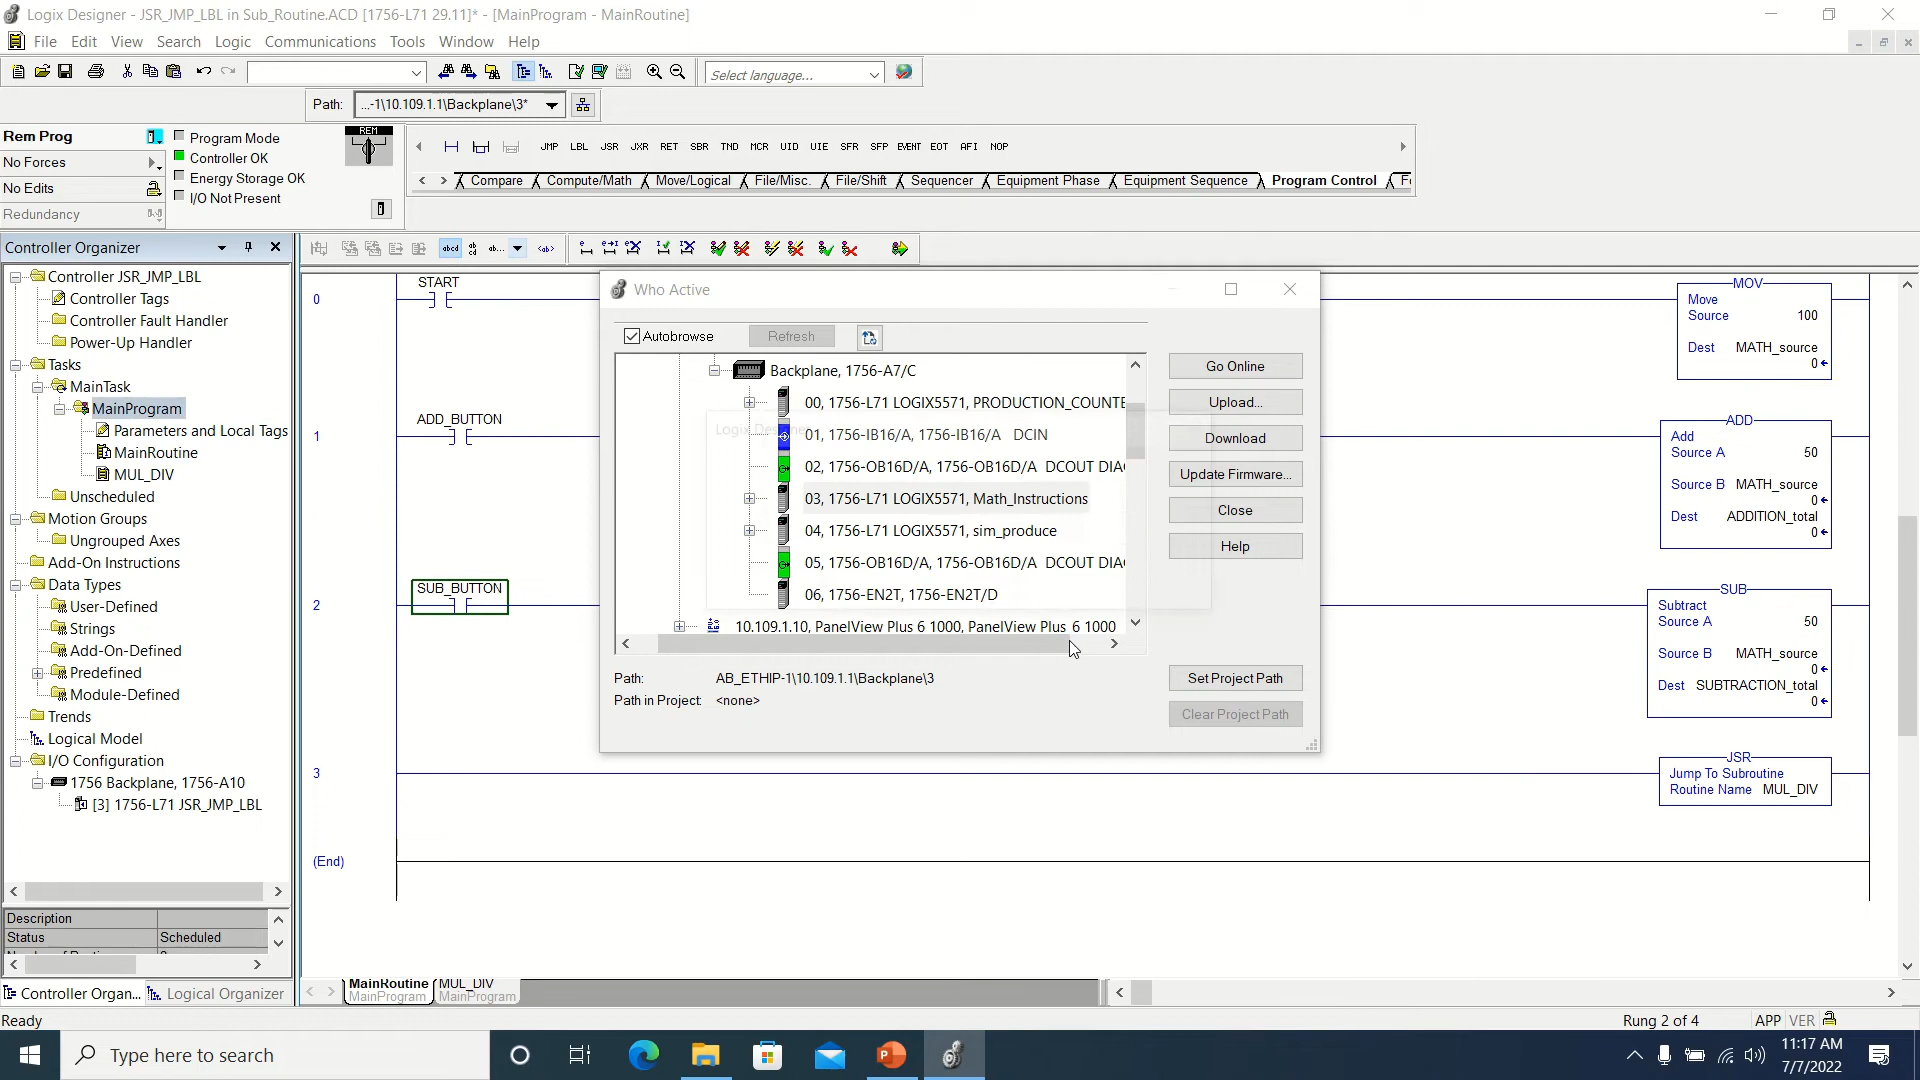 Logix Designer - JSR_JMP_LBL in Sub_Routine.ACD [1756-L71 29.11]* - [MainProgram - MainRoutine]
File Edit View Search Logic Communications Tools Window Help
Select language...
Path: ...-1\10.109.1.1\Backplane\3*
Rem Prog
No Forces
No Edits
Redundancy
Program Mode
Controller OK
Energy Storage OK
I/O Not Present
REM
JMP LBL JSR JXR RET SBR TND MCR UID UIE SFR SFP EVENT EOT AFI NOP
Compare Compute/Math Move/Logical File/Misc. File/Shift Sequencer Equipment Phase Equipment Sequence Program Control
Controller Organizer
Controller JSR_JMP_LBL
Controller Tags
Controller Fault Handler
Power-Up Handler
Tasks
MainTask
MainProgram
Parameters and Local Tags
MainRoutine
MUL_DIV
Unscheduled
Motion Groups
Ungrouped Axes
Add-On Instructions
Data Types
User-Defined
Strings
Add-On-Defined
Predefined
Module-Defined
Trends
Logical Model
I/O Configuration
1756 Backplane, 1756-A10
[3] 1756-L71 JSR_JMP_LBL
Description
Status Scheduled
Controller Organ... Logical Organizer
abcd ab ab... <ab>
0 START
MOV
Move
Source 100
Dest MATH_source
0
1 ADD_BUTTON
ADD
Add
Source A 50
Source B MATH_source
0
Dest ADDITION_total
0
2 SUB_BUTTON
SUB
Subtract
Source A 50
Source B MATH_source
0
Dest SUBTRACTION_total
0
3
JSR
Jump To Subroutine
Routine Name MUL_DIV
(End)
Who Active
Autobrowse Refresh
Backplane, 1756-A7/C
00, 1756-L71 LOGIX5571, PRODUCTION_COUNTE
01, 1756-IB16/A, 1756-IB16/A DCIN
02, 1756-OB16D/A, 1756-OB16D/A DCOUT DIA
03, 1756-L71 LOGIX5571, Math_Instructions
04, 1756-L71 LOGIX5571, sim_produce
05, 1756-OB16D/A, 1756-OB16D/A DCOUT DIA
06, 1756-EN2T, 1756-EN2T/D
10.109.1.10, PanelView Plus 6 1000, PanelView Plus 6 1000
Go Online
Upload...
Download
Update Firmware...
Close
Help
Path: AB_ETHIP-1\10.109.1.1\Backplane\3
Path in Project: <none>
Set Project Path
Clear Project Path
MainRoutine MUL_DIV
MainProgram MainProgram
Ready
Rung 2 of 4 APP VER
Type here to search
11:17 AM
7/7/2022